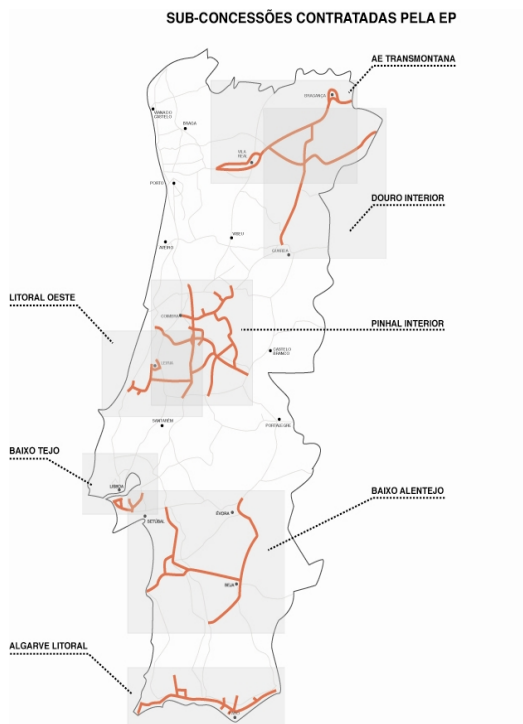 SUB-CONCESSÕES CONTRATADAS PELA EP
AE TRANSMONTANA
BRAGANÇA
VIANA DO
CASTELO
BRAGA
VILA
REAL
PORTO
DOURO INTERIOR
VISEU
AVEIRO
GUARDA
LITORAL OESTE
COIMBRA
PINHAL INTERIOR
CASTELO
BRANCO
LEIRIA
SANTARÉM
PORTALEGRE
BAIXO TEJO
LISBOA
BAIXO ALENTEJO
ÉVORA
SETÚBAL
BEJA
ALGARVE LITORAL